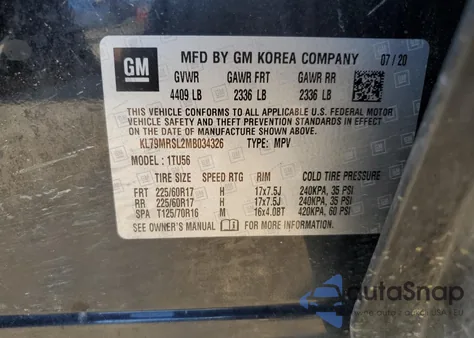 GM
MFD BY GM KOREA COMPANY 07/20
GVWR GAWR FRT GAWR RR
4409 LB 2336 LB 2336 LB
THIS VEHICLE CONFORMS TO ALL APPLICABLE U.S. FEDERAL MOTOR
VEHICLE SAFETY AND THEFT PREVENTION STANDARDS IN EFFECT ON
THE DATE OF MANUFACTURE SHOWN ABOVE.
KL79MRSL2MB034326 TYPE: MPV
MODEL: 1TU56
TIRE SIZE SPEED RTG RIM COLD TIRE PRESSURE
FRT 225/60R17 H 17x7.5J 240KPA, 35 PSI
RR 225/60R17 H 17x7.5J 240KPA, 35 PSI
SPA T125/70R16 M 16x4.0BT 420KPA, 60 PSI
SEE OWNER'S MANUAL FOR MORE INFORMATION
autoSnap